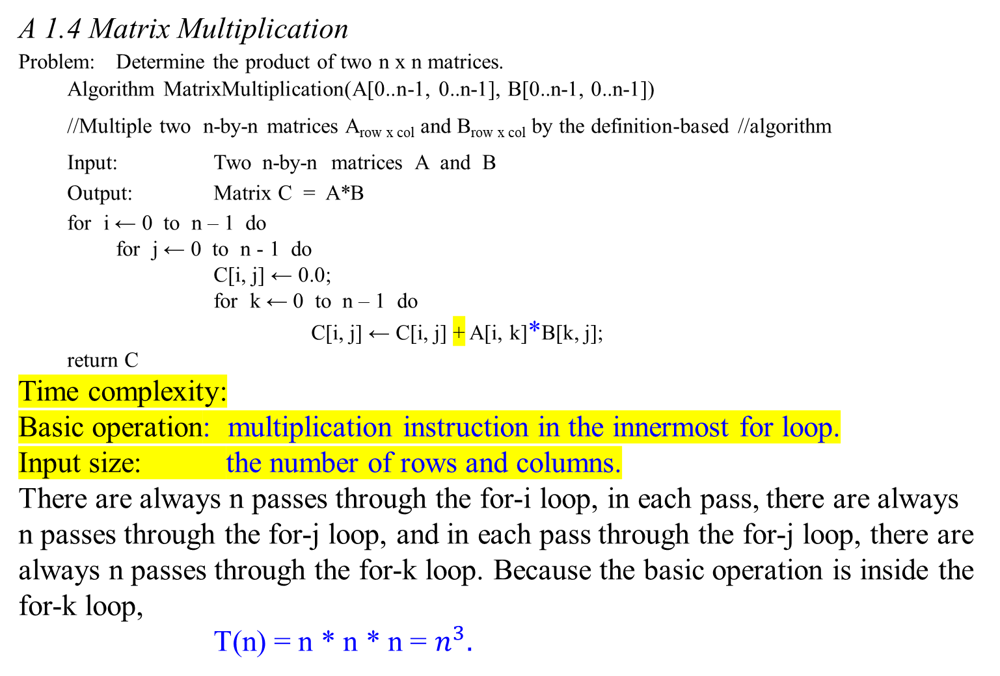 A 1.4 Matrix Multiplication
Problem: Determine the product of two n x n matrices.
Algorithm MatrixMultiplication(A[0..n-1, 0..n-1], B[0..n-1, 0..n-1])
//Multiple two n-by-n matrices A_row x col and B_row x col by the definition-based //algorithm
Input: Two n-by-n matrices A and B
Output: Matrix C = A*B
for i ← 0 to n – 1 do
for j ← 0 to n - 1 do
C[i, j] ← 0.0;
for k ← 0 to n – 1 do
C[i, j] ← C[i, j] + A[i, k]*B[k, j];
return C
Time complexity:
Basic operation: multiplication instruction in the innermost for loop.
Input size: the number of rows and columns.
There are always n passes through the for-i loop, in each pass, there are always
n passes through the for-j loop, and in each pass through the for-j loop, there are
always n passes through the for-k loop. Because the basic operation is inside the
for-k loop,
T(n) = n * n * n = n³.